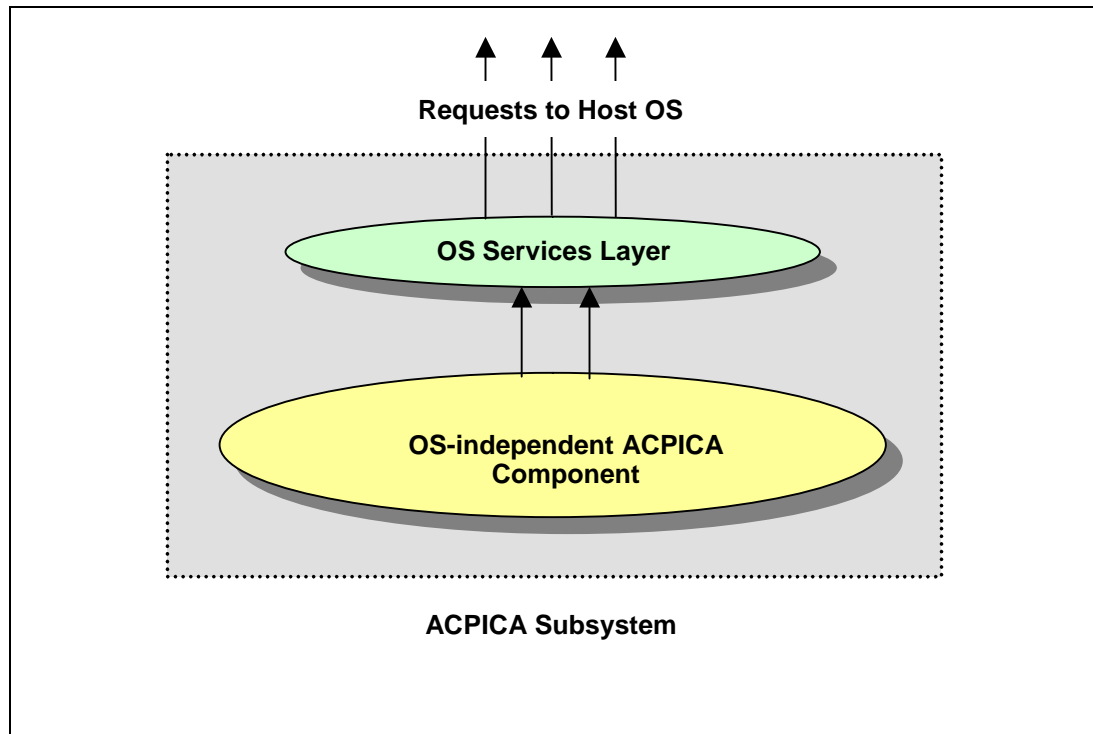 Requests to Host OS
OS Services Layer
OS-independent ACPICA
Component
ACPICA Subsystem